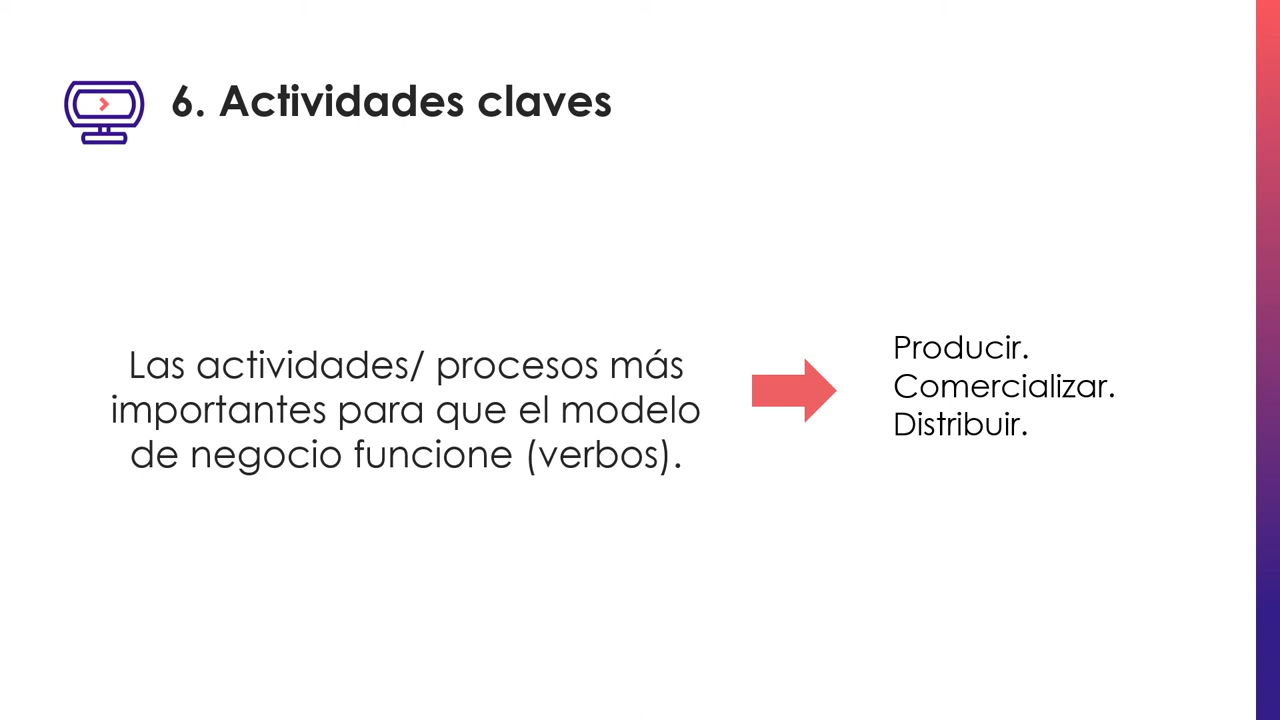 6. Actividades claves
Las actividades/ procesos más
importantes para que el modelo
de negocio funcione (verbos).
Producir.
Comercializar.
Distribuir.